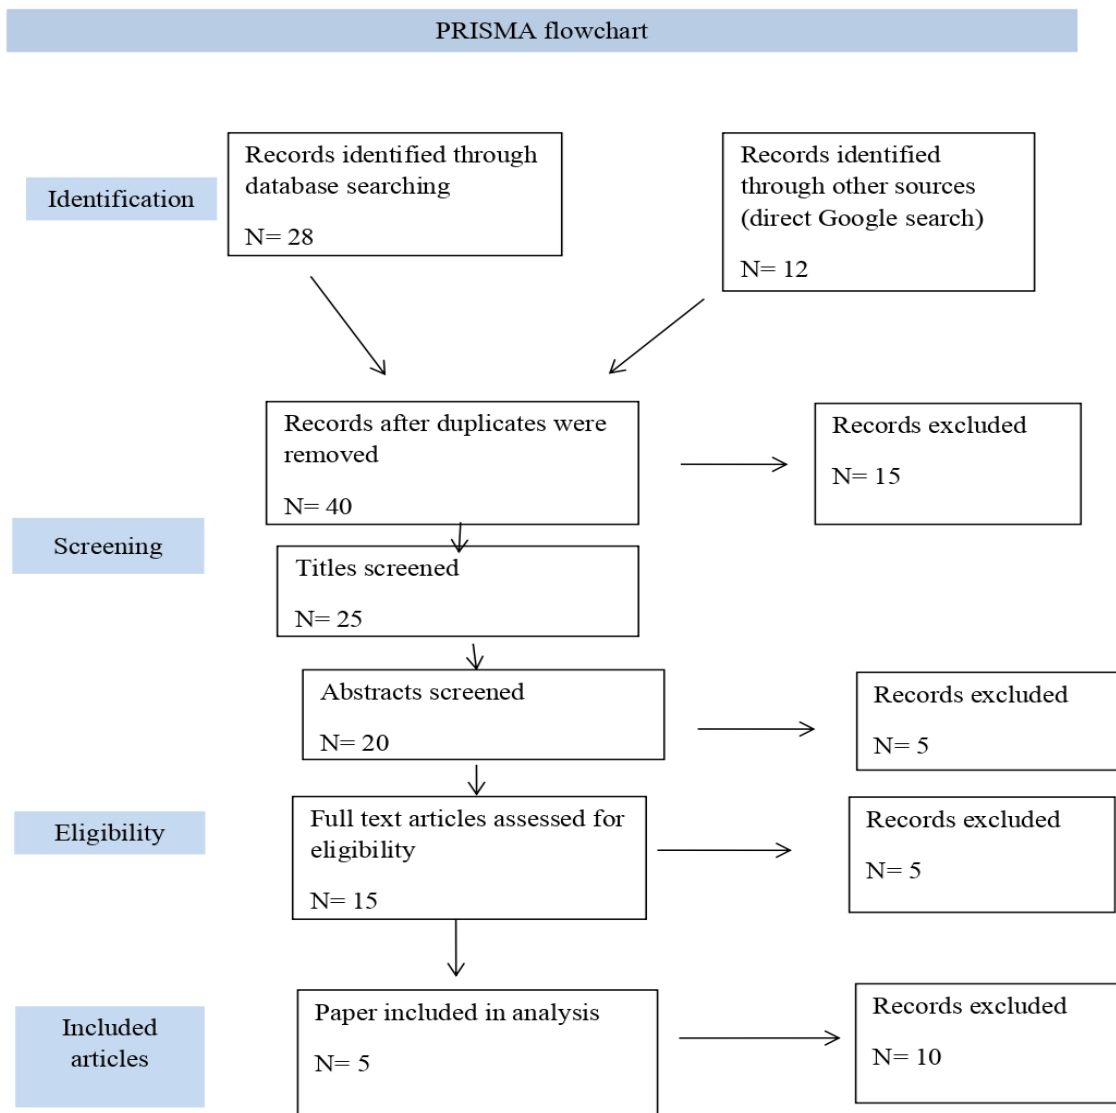 PRISMA flowchart
Identification
Records identified through
database searching
N= 28
Records identified
through other sources
(direct Google search)
N= 12
Records after duplicates were
removed
N= 40
Records excluded
N= 15
Screening
Titles screened
N= 25
Abstracts screened
N= 20
Records excluded
N= 5
Eligibility
Full text articles assessed for
eligibility
N= 15
Records excluded
N= 5
Included
articles
Paper included in analysis
N= 5
Records excluded
N= 10